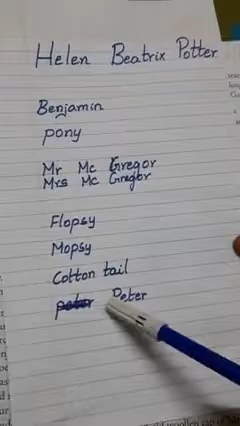 Helen Beatrix Potter
Benjamin
pony
Mr Mc Gregor
Mrs Mc Gregor
Flopsy
Mopsy
Cotton tail
peter Peter